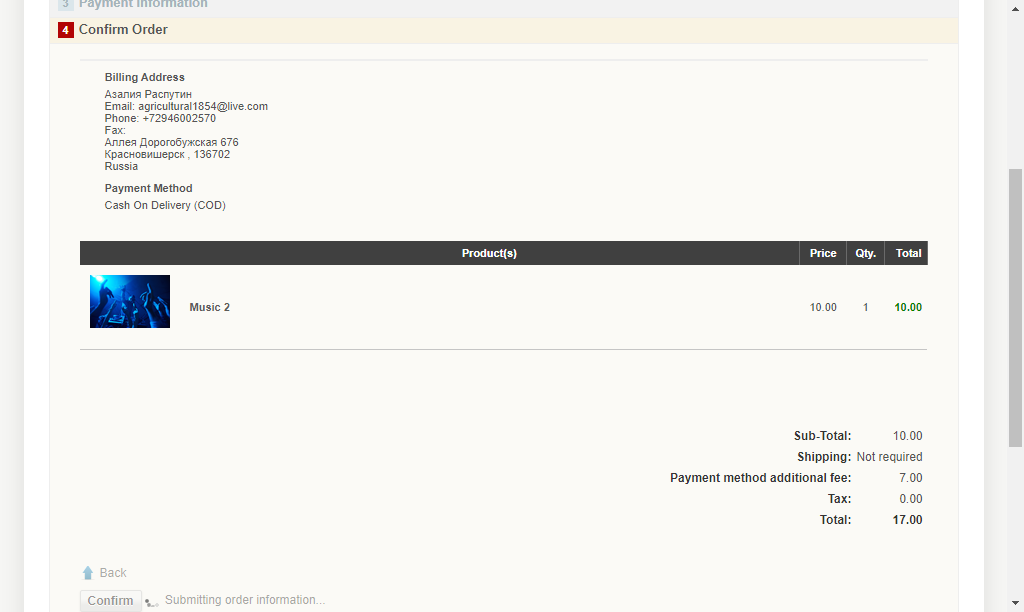 3 Payment Information
4 Confirm Order
Billing Address
Азалия Распутин
Email: agricultural1854@live.com
Phone: +72946002570
Fax:
Аллея Дорогобужская 676
Красновишерск , 136702
Russia
Payment Method
Cash On Delivery (COD)
Product(s) Price Qty. Total
Music 2 10.00 1 10.00
Sub-Total: 10.00
Shipping: Not required
Payment method additional fee: 7.00
Tax: 0.00
Total: 17.00
Back
Confirm Submitting order information...